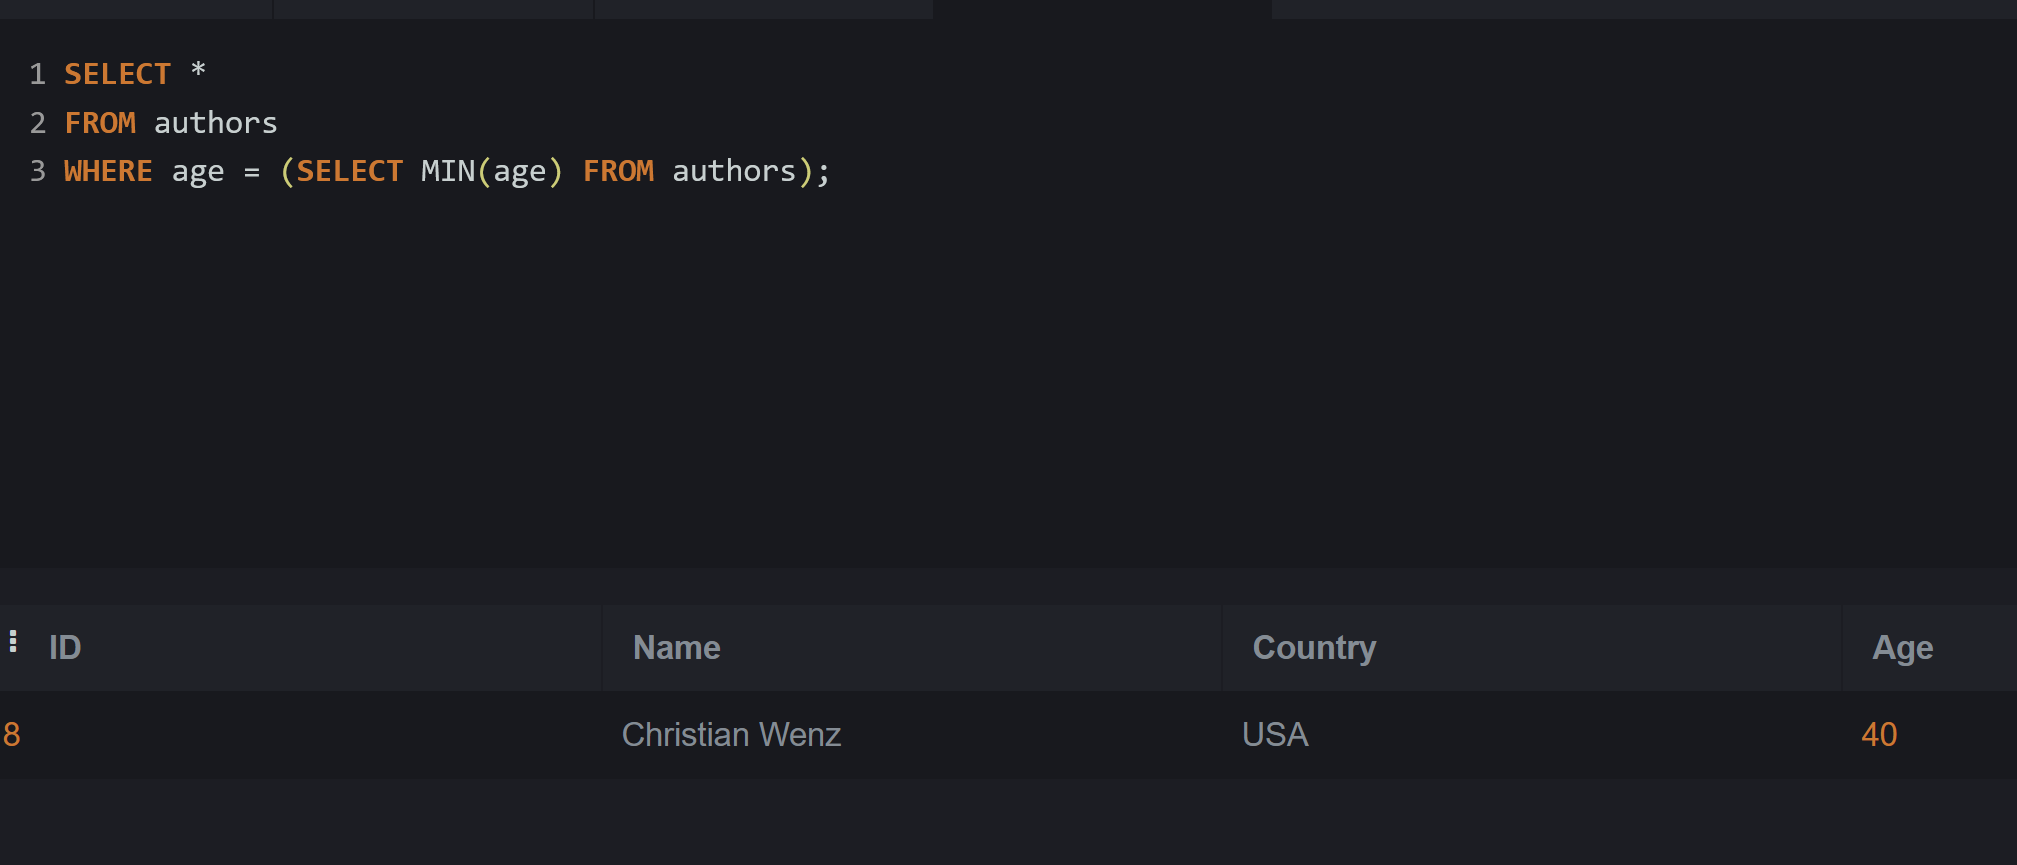 1 SELECT *
2 FROM authors
3 WHERE age = (SELECT MIN(age) FROM authors);
ID Name Country Age
8 Christian Wenz USA 40